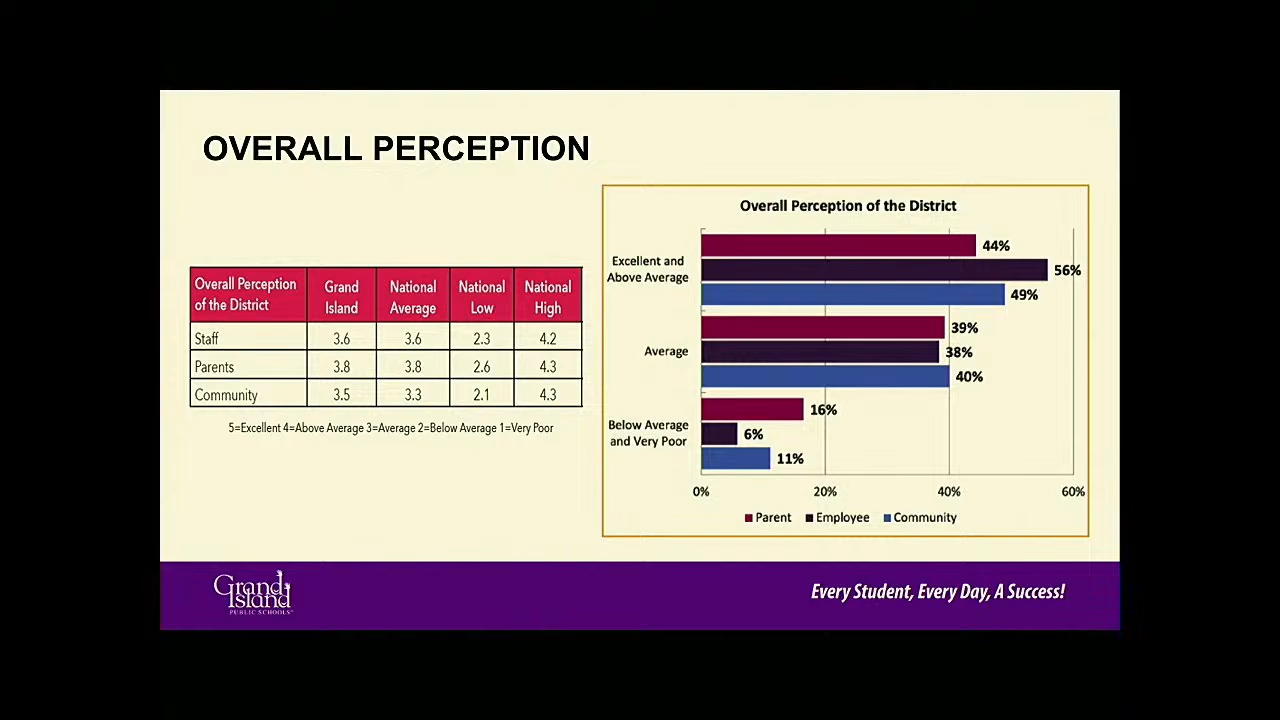 OVERALL PERCEPTION
Overall Perception of the District Grand Island National Average National Low National High
Staff 3.6 3.6 2.3 4.2
Parents 3.8 3.8 2.6 4.3
Community 3.5 3.3 2.1 4.3
5=Excellent 4=Above Average 3=Average 2=Below Average 1=Very Poor
Overall Perception of the District
Excellent and
Above Average
44%
56%
49%
Average
39%
38%
40%
Below Average
and Very Poor
16%
6%
11%
0% 20% 40% 60%
Parent Employee Community
Grand
Island
PUBLIC SCHOOLS
Every Student, Every Day, A Success!